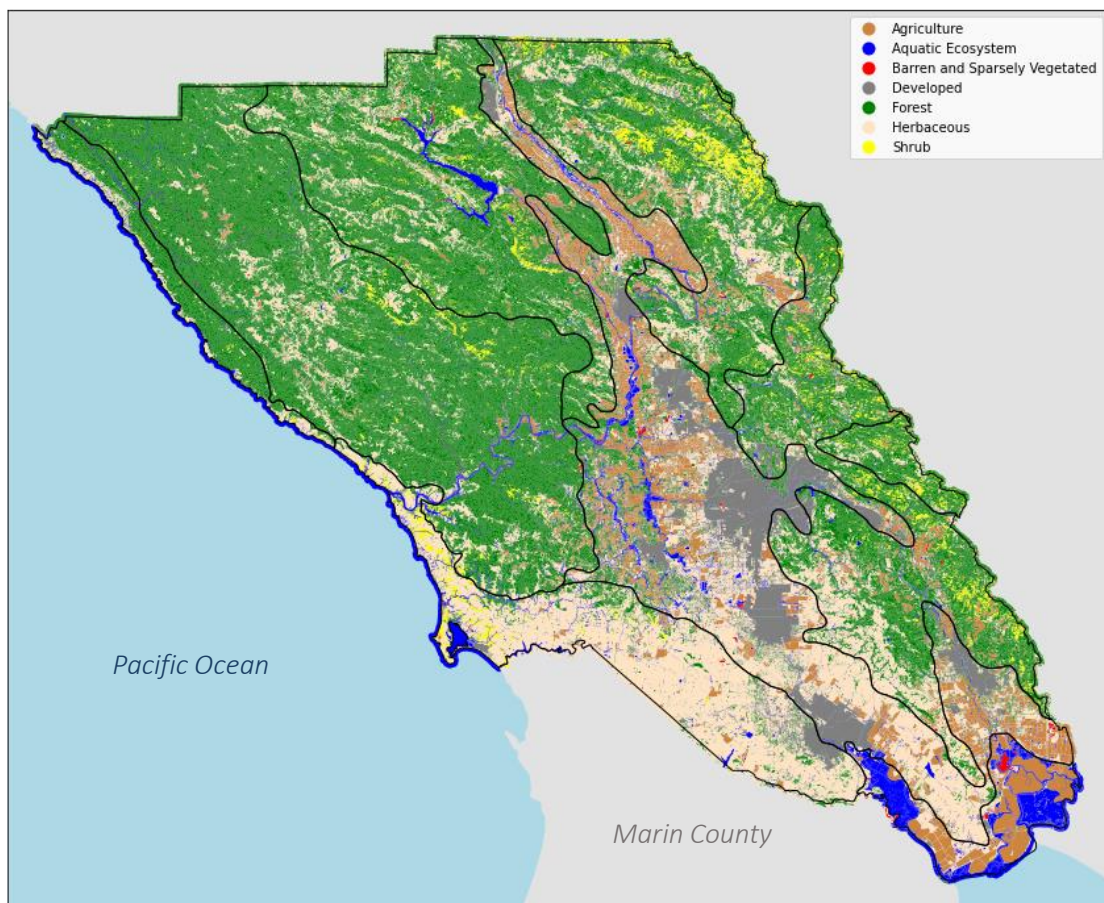 Agriculture
Aquatic Ecosystem
Barren and Sparsely Vegetated
Developed
Forest
Herbaceous
Shrub
Pacific Ocean
Marin County